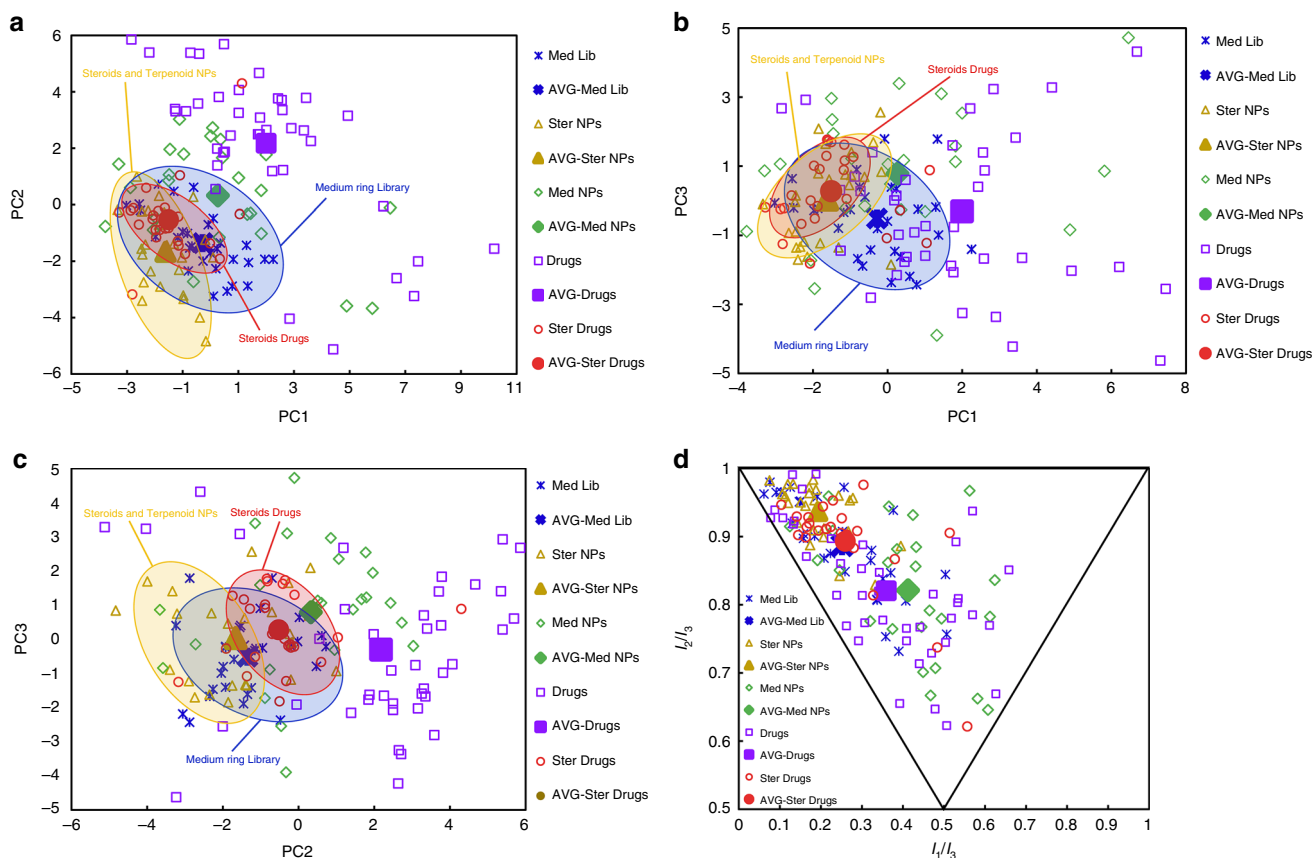 a
6
4
2
0
–2
–4
–6
PC2
–5
–3
–1
1
3
5
7
9
11
PC1
Steroids and Terpenoid NPs
Medium ring Library
Steroids Drugs
Med Lib
AVG-Med Lib
Ster NPs
AVG-Ster NPs
Med NPs
AVG-Med NPs
Drugs
AVG-Drugs
Ster Drugs
AVG-Ster Drugs
b
5
3
1
–1
–3
–5
PC3
–4
–2
0
2
4
6
8
PC1
Steroids and Terpenoid NPs
Steroids Drugs
Medium ring Library
Med Lib
AVG-Med Lib
Ster NPs
AVG-Ster NPs
Med NPs
AVG-Med NPs
Drugs
AVG-Drugs
Ster Drugs
AVG-Ster Drugs
c
5
4
3
2
1
0
–1
–2
–3
–4
–5
PC3
–6
–4
–2
0
2
4
6
PC2
Steroids and Terpenoid NPs
Steroids Drugs
Medium ring Library
Med Lib
AVG-Med Lib
Ster NPs
AVG-Ster NPs
Med NPs
AVG-Med NPs
Drugs
AVG-Drugs
Ster Drugs
AVG-Ster Drugs
d
1
0.9
0.8
0.7
0.6
0.5
I2/I3
0
0.1
0.2
0.3
0.4
0.5
0.6
0.7
0.8
0.9
1
I1/I3
Med Lib
AVG-Med Lib
Ster NPs
AVG-Ster NPs
Med NPs
AVG-Med NPs
Drugs
AVG-Drugs
Ster Drugs
AVG-Ster Drugs